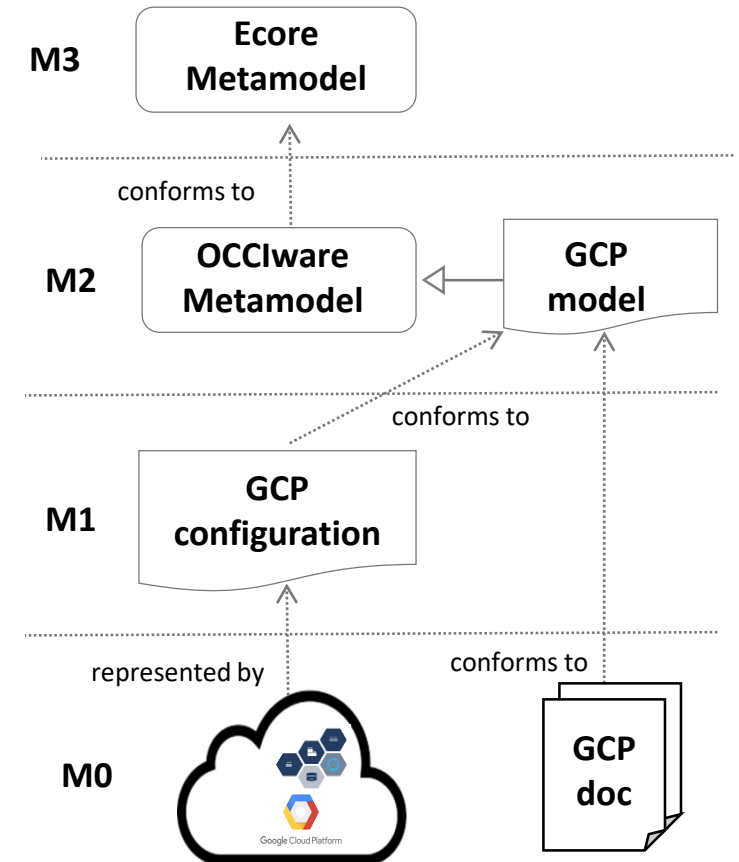 M3
Ecore
Metamodel
conforms to
M2
OCCIware
Metamodel
GCP
model
conforms to
M1
GCP
configuration
represented by
conforms to
M0
Google Cloud Platform
GCP
doc